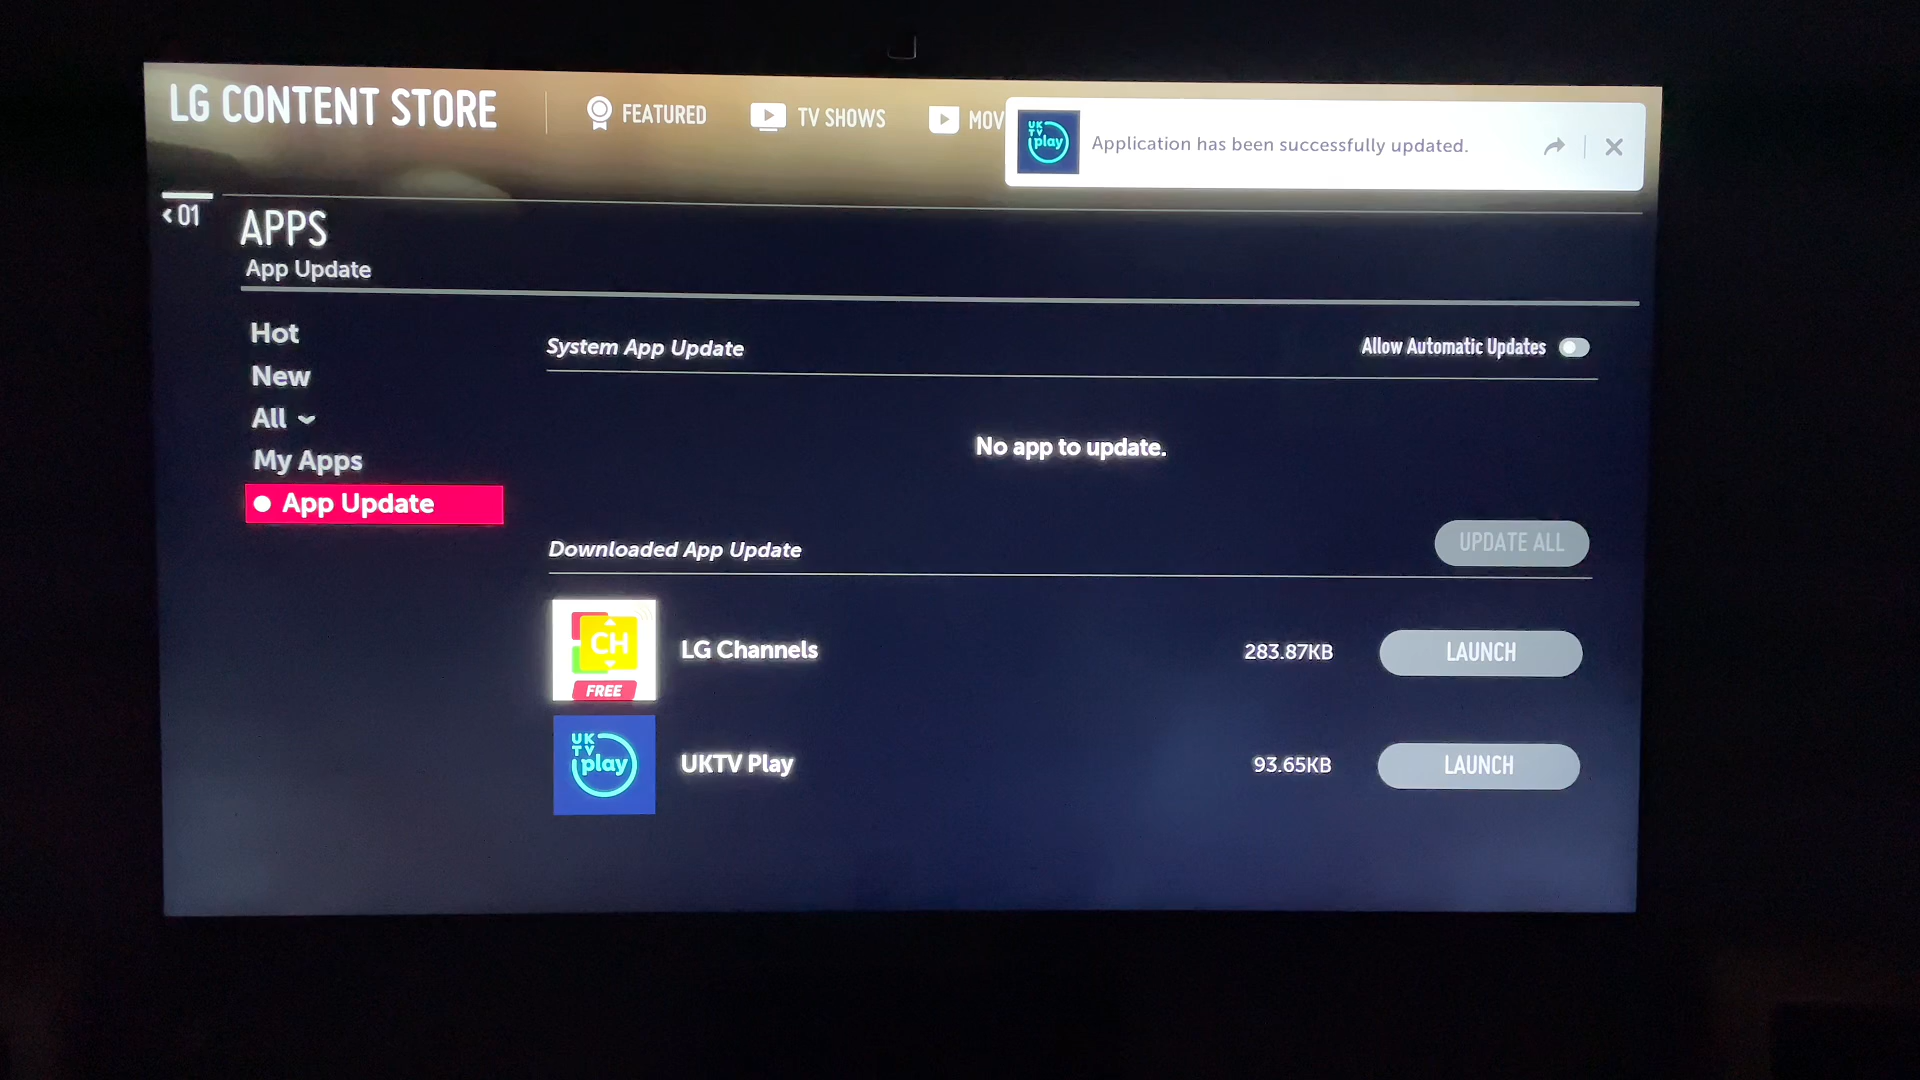 LG CONTENT STORE
FEATURED
TV SHOWS
MOV
UK
TV
play
Application has been successfully updated.
01
APPS
App Update
Hot
New
All
My Apps
App Update
System App Update
Allow Automatic Updates
No app to update.
Downloaded App Update
UPDATE ALL
CH
FREE
LG Channels
283.87KB
LAUNCH
UK
TV
play
UKTV Play
93.65KB
LAUNCH